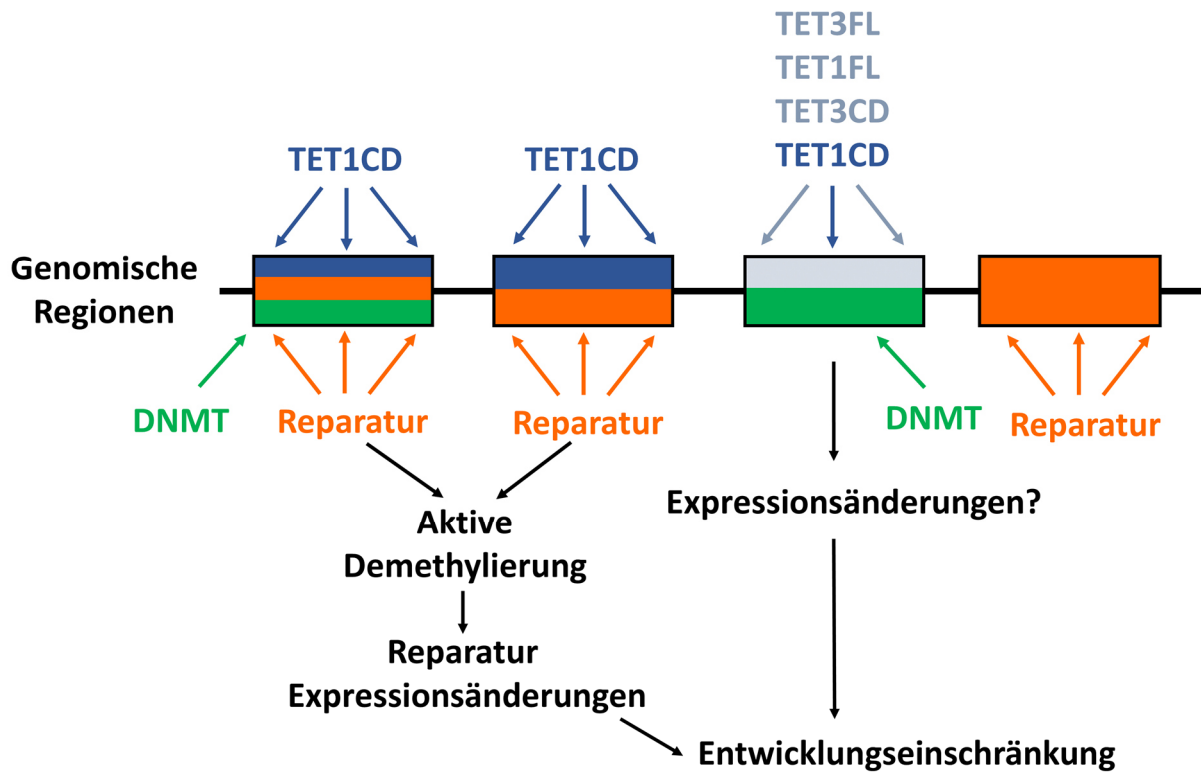 TET3FL
TET1FL
TET3CD
TET1CD
TET1CD
TET1CD
Genomische
Regionen
DNMT
Reparatur
Reparatur
DNMT
Reparatur
Aktive
Demethylierung
Expressionsänderungen?
Reparatur
Expressionsänderungen
Entwicklungseinschränkung